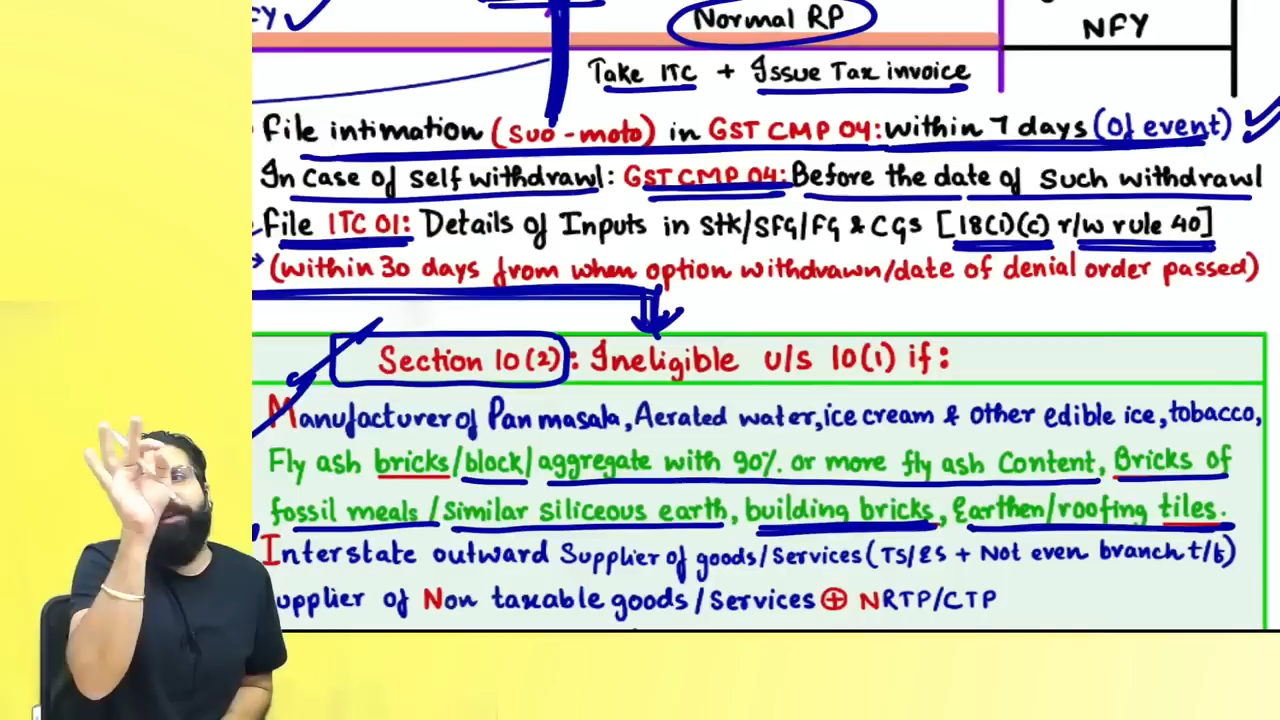 FY
Normal RP
NFY
Take ITC + Issue Tax invoice
File intimation (suo-moto) in GST CMP 04: within 7 days (of event)
In case of self withdrawl: GST CMP 04: Before the date of such withdrawl
File ITC 01: Details of Inputs in Stk/SFG/FG & CGs [18(1)(c) r/w rule 40]
(within 30 days from when option withdrawn/date of denial order passed)
Section 10(2): Ineligible u/s 10(1) if:
Manufacturer of Pan masala, Aerated water, ice cream & other edible ice, tobacco,
Fly ash bricks/block/aggregate with 90% or more fly ash Content, Bricks of
fossil meals/similar siliceous earth, building bricks, Earthen/roofing tiles.
Interstate outward Supplier of goods/Services (TS/ES + Not even branch t/f)
upplier of Non taxable goods/Services ⊕ NRTP/CTP